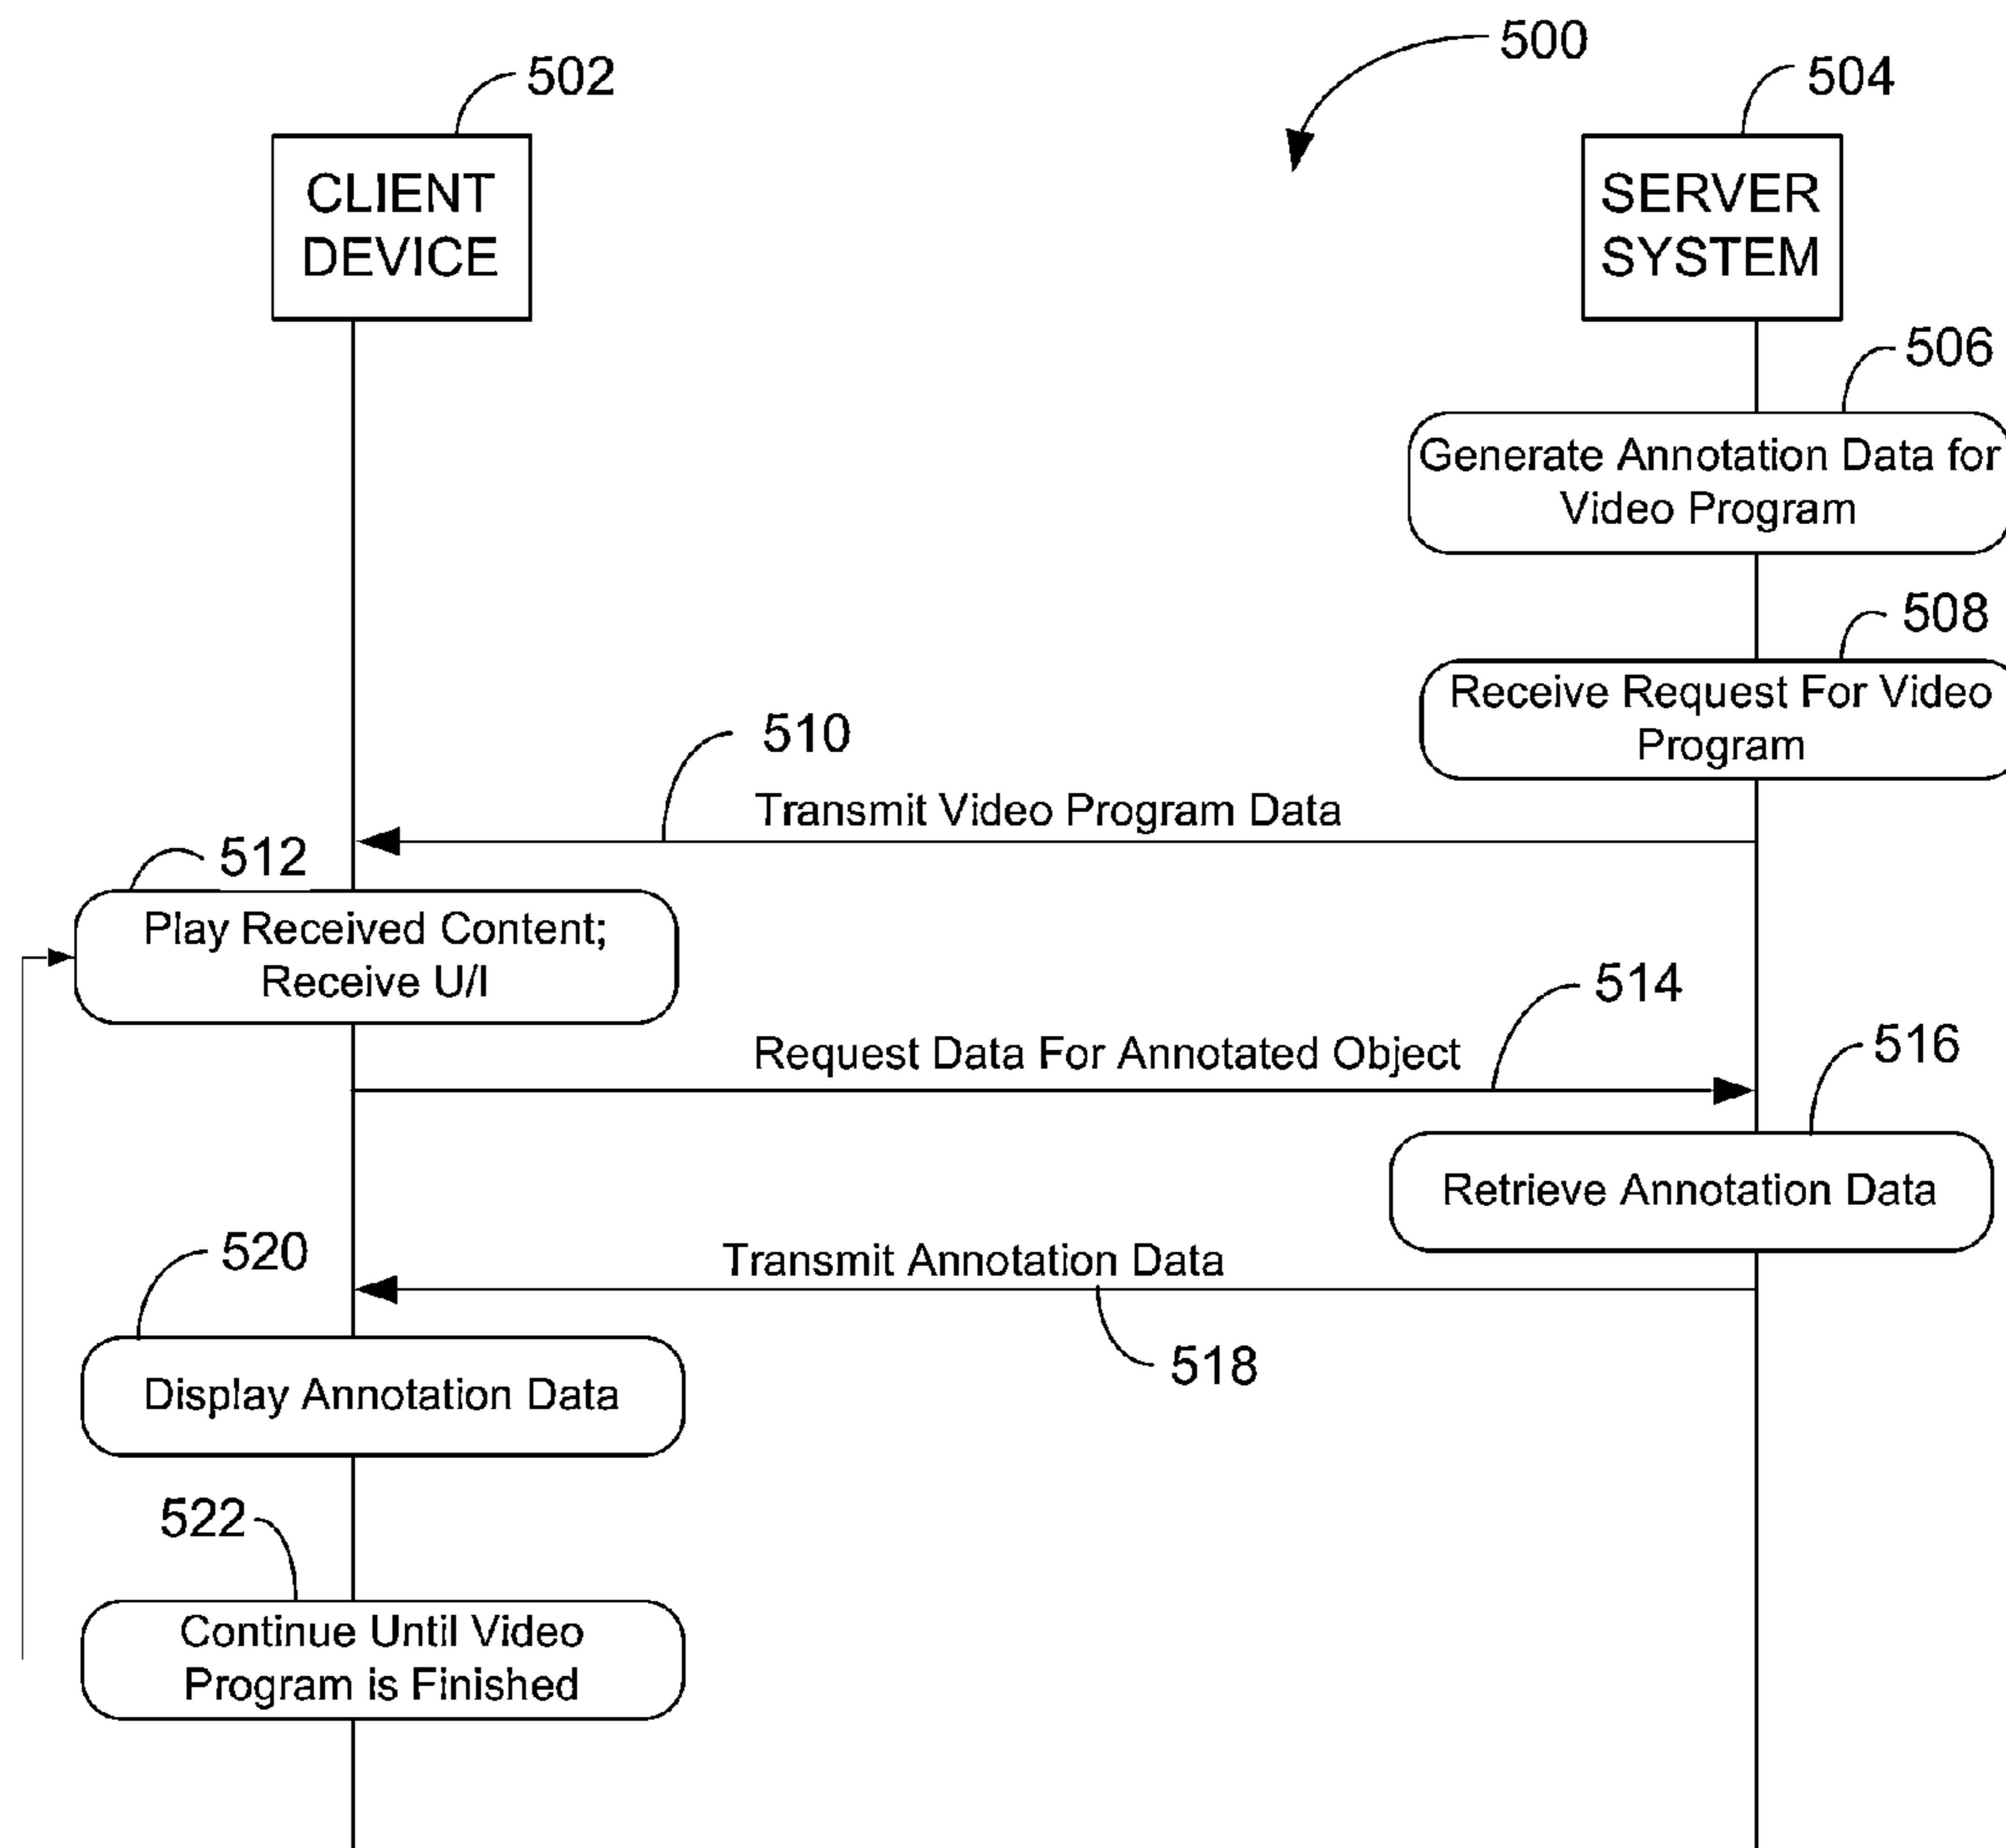 500
502
504
CLIENT
DEVICE
SERVER
SYSTEM
506
Generate Annotation Data for
Video Program
508
Receive Request For Video
Program
510
Transmit Video Program Data
512
Play Received Content;
Receive U/I
514
Request Data For Annotated Object
516
Retrieve Annotation Data
520
Transmit Annotation Data
518
Display Annotation Data
522
Continue Until Video
Program is Finished